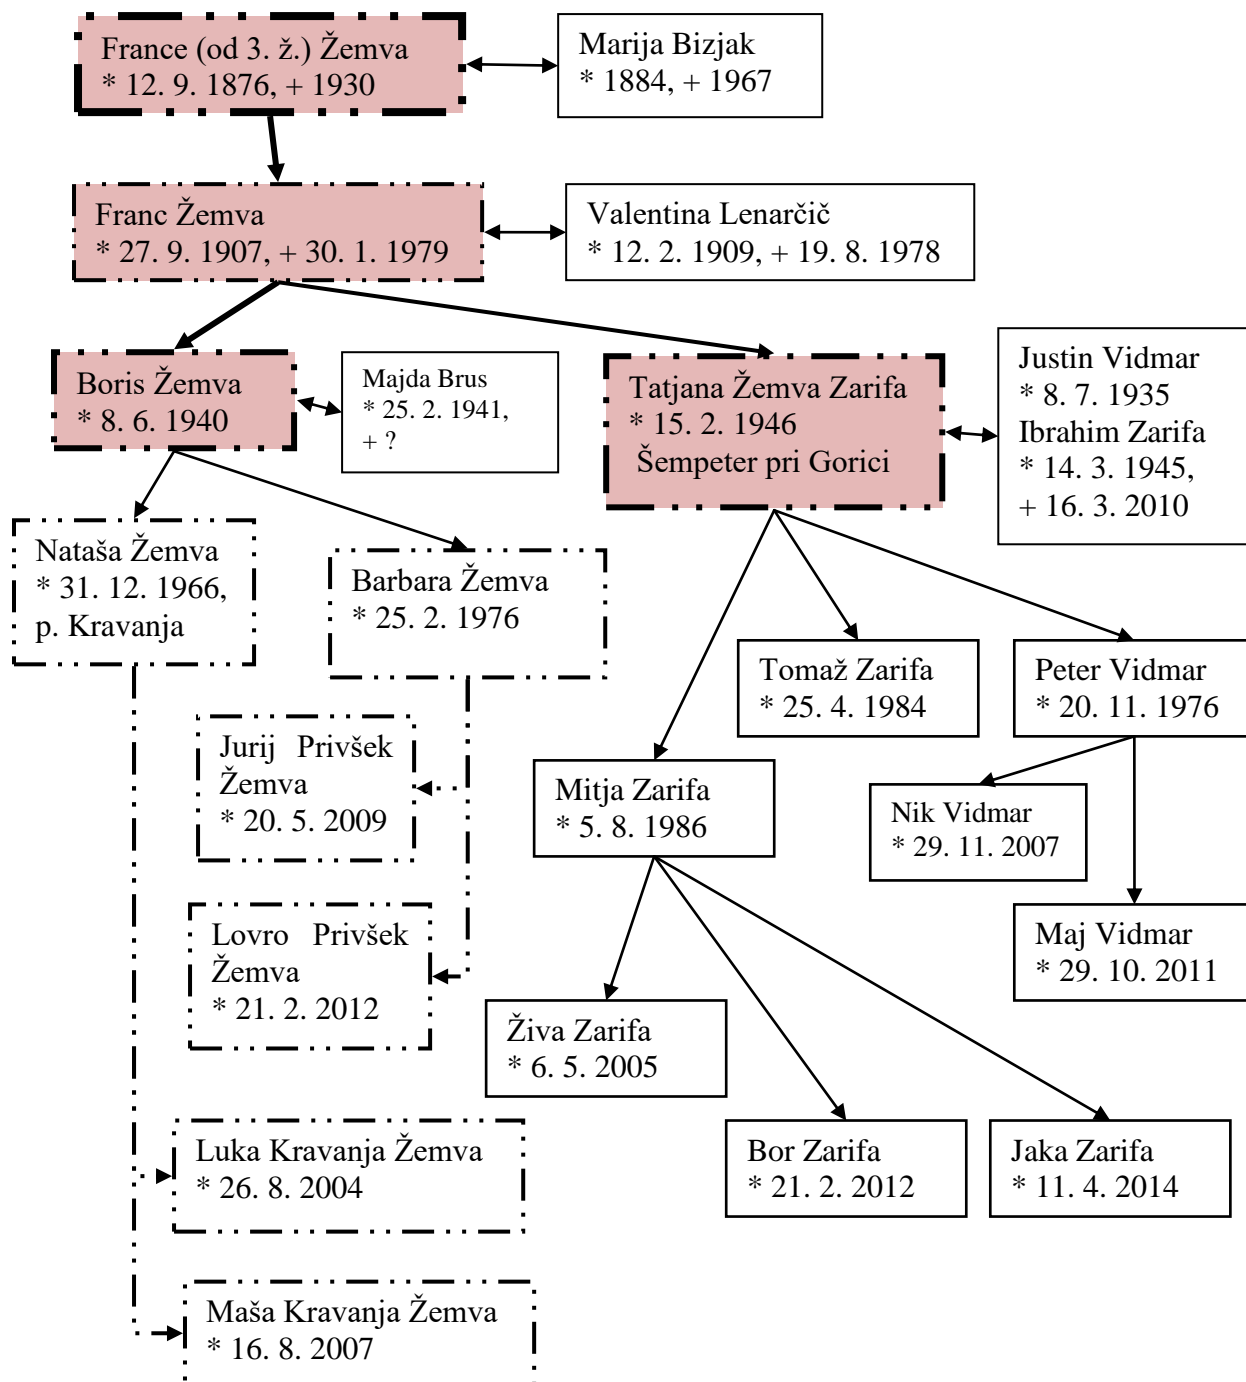 France (od 3. ž.) Žemva
* 12. 9. 1876, + 1930
Marija Bizjak
* 1884, + 1967
Franc Žemva
* 27. 9. 1907, + 30. 1. 1979
Valentina Lenarčič
* 12. 2. 1909, + 19. 8. 1978
Boris Žemva
* 8. 6. 1940
Majda Brus
* 25. 2. 1941,
+ ?
Tatjana Žemva Zarifa
* 15. 2. 1946
Šempeter pri Gorici
Justin Vidmar
* 8. 7. 1935
Ibrahim Zarifa
* 14. 3. 1945,
+ 16. 3. 2010
Nataša Žemva
* 31. 12. 1966,
p. Kravanja
Barbara Žemva
* 25. 2. 1976
Tomaž Zarifa
* 25. 4. 1984
Peter Vidmar
* 20. 11. 1976
Jurij Privšek
Žemva
* 20. 5. 2009
Mitja Zarifa
* 5. 8. 1986
Nik Vidmar
* 29. 11. 2007
Lovro Privšek
Žemva
* 21. 2. 2012
Maj Vidmar
* 29. 10. 2011
Živa Zarifa
* 6. 5. 2005
Luka Kravanja Žemva
* 26. 8. 2004
Bor Zarifa
* 21. 2. 2012
Jaka Zarifa
* 11. 4. 2014
Maša Kravanja Žemva
* 16. 8. 2007